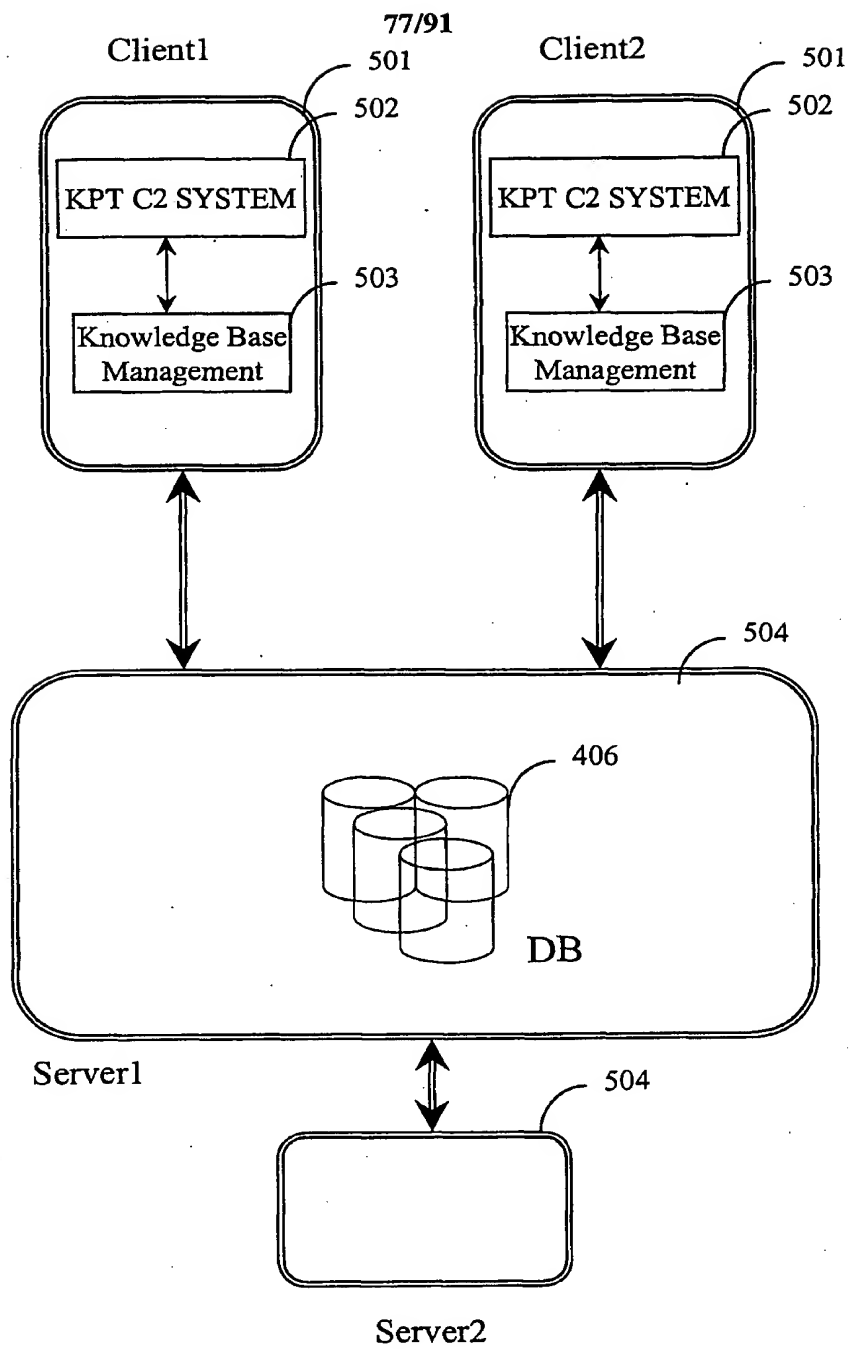 77/91
Client1
Client2
501
501
502
502
KPT C2 SYSTEM
KPT C2 SYSTEM
503
503
Knowledge Base
Management
Knowledge Base
Management
504
406
DB
Server1
504
Server2